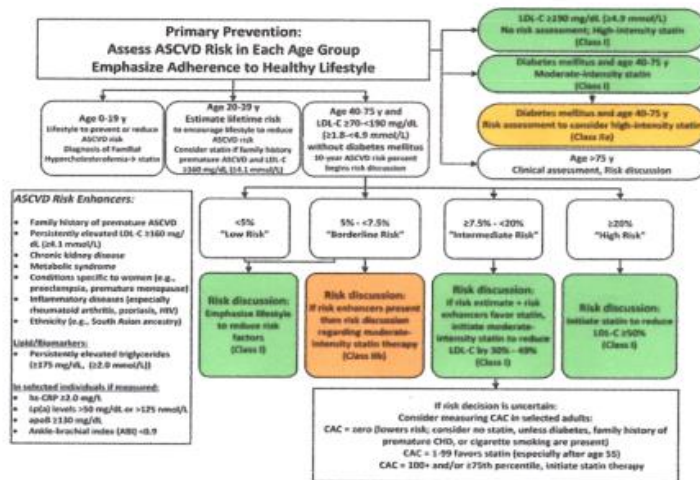 Primary Prevention:
Assess ASCVD Risk in Each Age Group
Emphasize Adherence to Healthy Lifestyle
LDL-C ≥190 mg/dL (≥4.9 mmol/L)
No risk assessment; High-intensity statin
(Class I)
Diabetes mellitus and age 40-75 y
Moderate-intensity statin
(Class I)
Diabetes mellitus and age 40-75 y
Risk assessment to consider high-intensity statin
(Class IIa)
Age >75 y
Clinical assessment, Risk discussion
Age 0-19 y
Lifestyle to prevent or reduce
ASCVD risk
Diagnosis of Familial
Hypercholesterolemia→ statin
Age 20-39 y
Estimate lifetime risk
to encourage lifestyle to reduce
ASCVD risk
Consider statin if family history
premature ASCVD and LDL-C
≥160 mg/dL (≥4.1 mmol/L)
Age 40-75 y and
LDL-C ≥70-<190 mg/dL
(≥1.8-<4.9 mmol/L)
without diabetes mellitus
10-year ASCVD risk percent
begins risk discussion
ASCVD Risk Enhancers:
• Family history of premature ASCVD
• Persistently elevated LDL-C ≥160 mg/
dL (≥4.1 mmol/L)
• Chronic kidney disease
• Metabolic syndrome
• Conditions specific to women (e.g.,
preeclampsia, premature menopause)
• Inflammatory diseases (especially
rheumatoid arthritis, psoriasis, HIV)
• Ethnicity (e.g., South Asian ancestry)
Lipid/Biomarkers:
• Persistently elevated triglycerides
(≥175 mg/dL, (≥2.0 mmol/L))
In selected individuals if measured:
• hs-CRP ≥2.0 mg/L
• Lp(a) levels >50 mg/dL or >125 nmol/L
• apoB ≥130 mg/dL
• Ankle-brachial index (ABI) <0.9
<5%
"Low Risk"
5% - <7.5%
"Borderline Risk"
≥7.5% - <20%
"Intermediate Risk"
≥20%
"High Risk"
Risk discussion:
Emphasize lifestyle
to reduce risk
factors
(Class I)
Risk discussion:
If risk enhancers present
then risk discussion
regarding moderate-
intensity statin therapy
(Class IIb)
Risk discussion:
If risk estimate + risk
enhancers favor statin,
initiate moderate-
intensity statin to reduce
LDL-C by 30% - 49%
(Class I)
Risk discussion:
Initiate statin to reduce
LDL-C ≥50%
(Class I)
If risk decision is uncertain:
Consider measuring CAC in selected adults:
CAC = zero (lowers risk; consider no statin, unless diabetes, family history of
premature CHD, or cigarette smoking are present)
CAC = 1-99 favors statin (especially after age 55)
CAC = 100+ and/or ≥75th percentile, initiate statin therapy